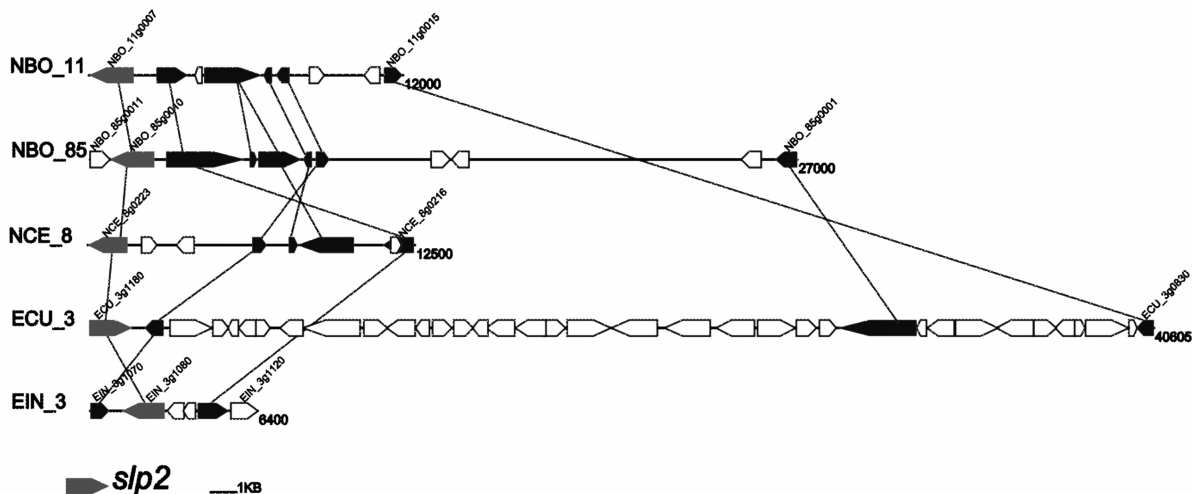 NBO_11g0007
NBO_11g0015
NBO_11
12000
NBO_85g0011
NBO_85g0010
NBO_85g0001
NBO_85
27000
NCE_8g0223
NCE_8g0216
NCE_8
12500
ECU_3g1180
ECU_3g0830
ECU_3
40605
EIN_3g1070
EIN_3g1080
EIN_3g1120
EIN_3
6400
slp2
1KB